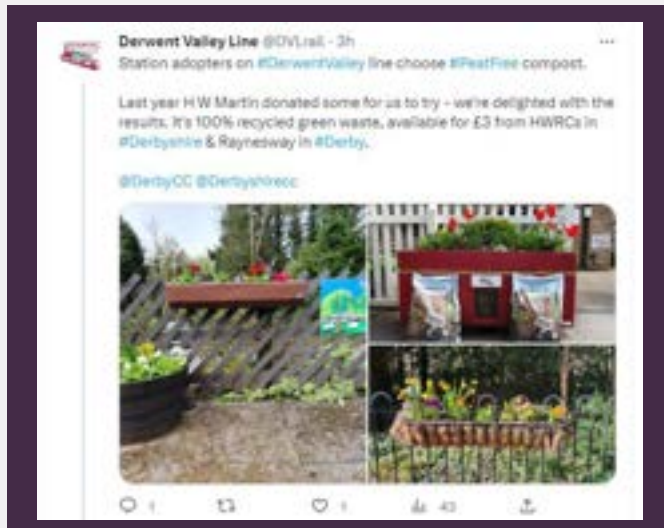 Derwent Valley Line @DVLrail - 3h
Station adopters on #DerwentValley line choose #PeatFree compost.
Last year H W Martin donated some for us to try - we're delighted with the
results. It's 100% recycled green waste, available for £3 from HWRCs in
#Derbyshire & Raynesway in #Derby.
@DerbyCC @Derbyshirecc
1
1
43